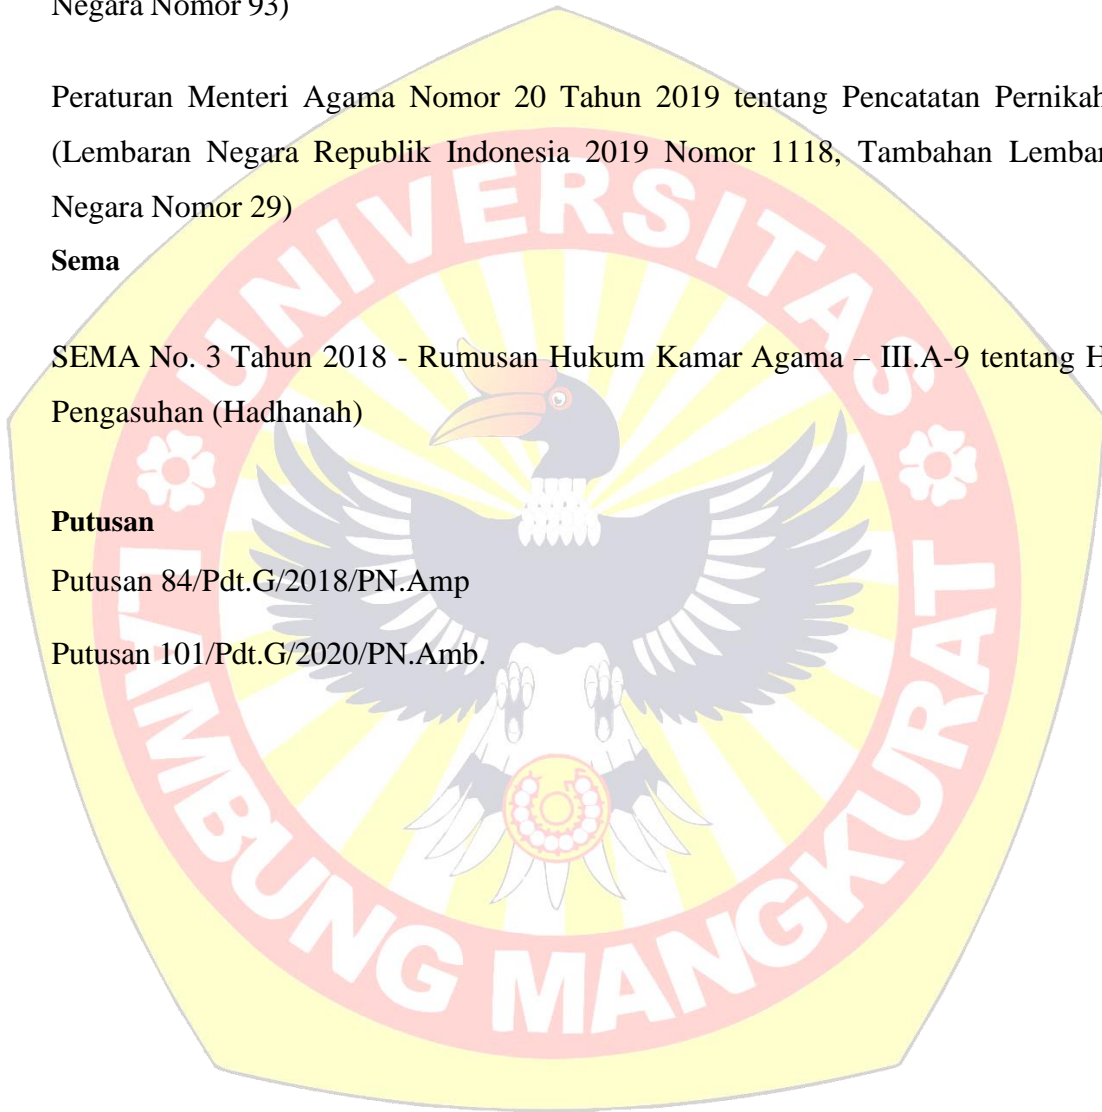 Negara Nomor 93)
Peraturan Menteri Agama Nomor 20 Tahun 2019 tentang Pencatatan Pernikah
(Lembaran Negara Republik Indonesia 2019 Nomor 1118, Tambahan Lembar
Negara Nomor 29)
Sema
SEMA No. 3 Tahun 2018 - Rumusan Hukum Kamar Agama – III.A-9 tentang H
Pengasuhan (Hadhanah)
Putusan
Putusan 84/Pdt.G/2018/PN.Amp
Putusan 101/Pdt.G/2020/PN.Amb.
UNIVERSITAS
LAMBUNG MANGKURAT